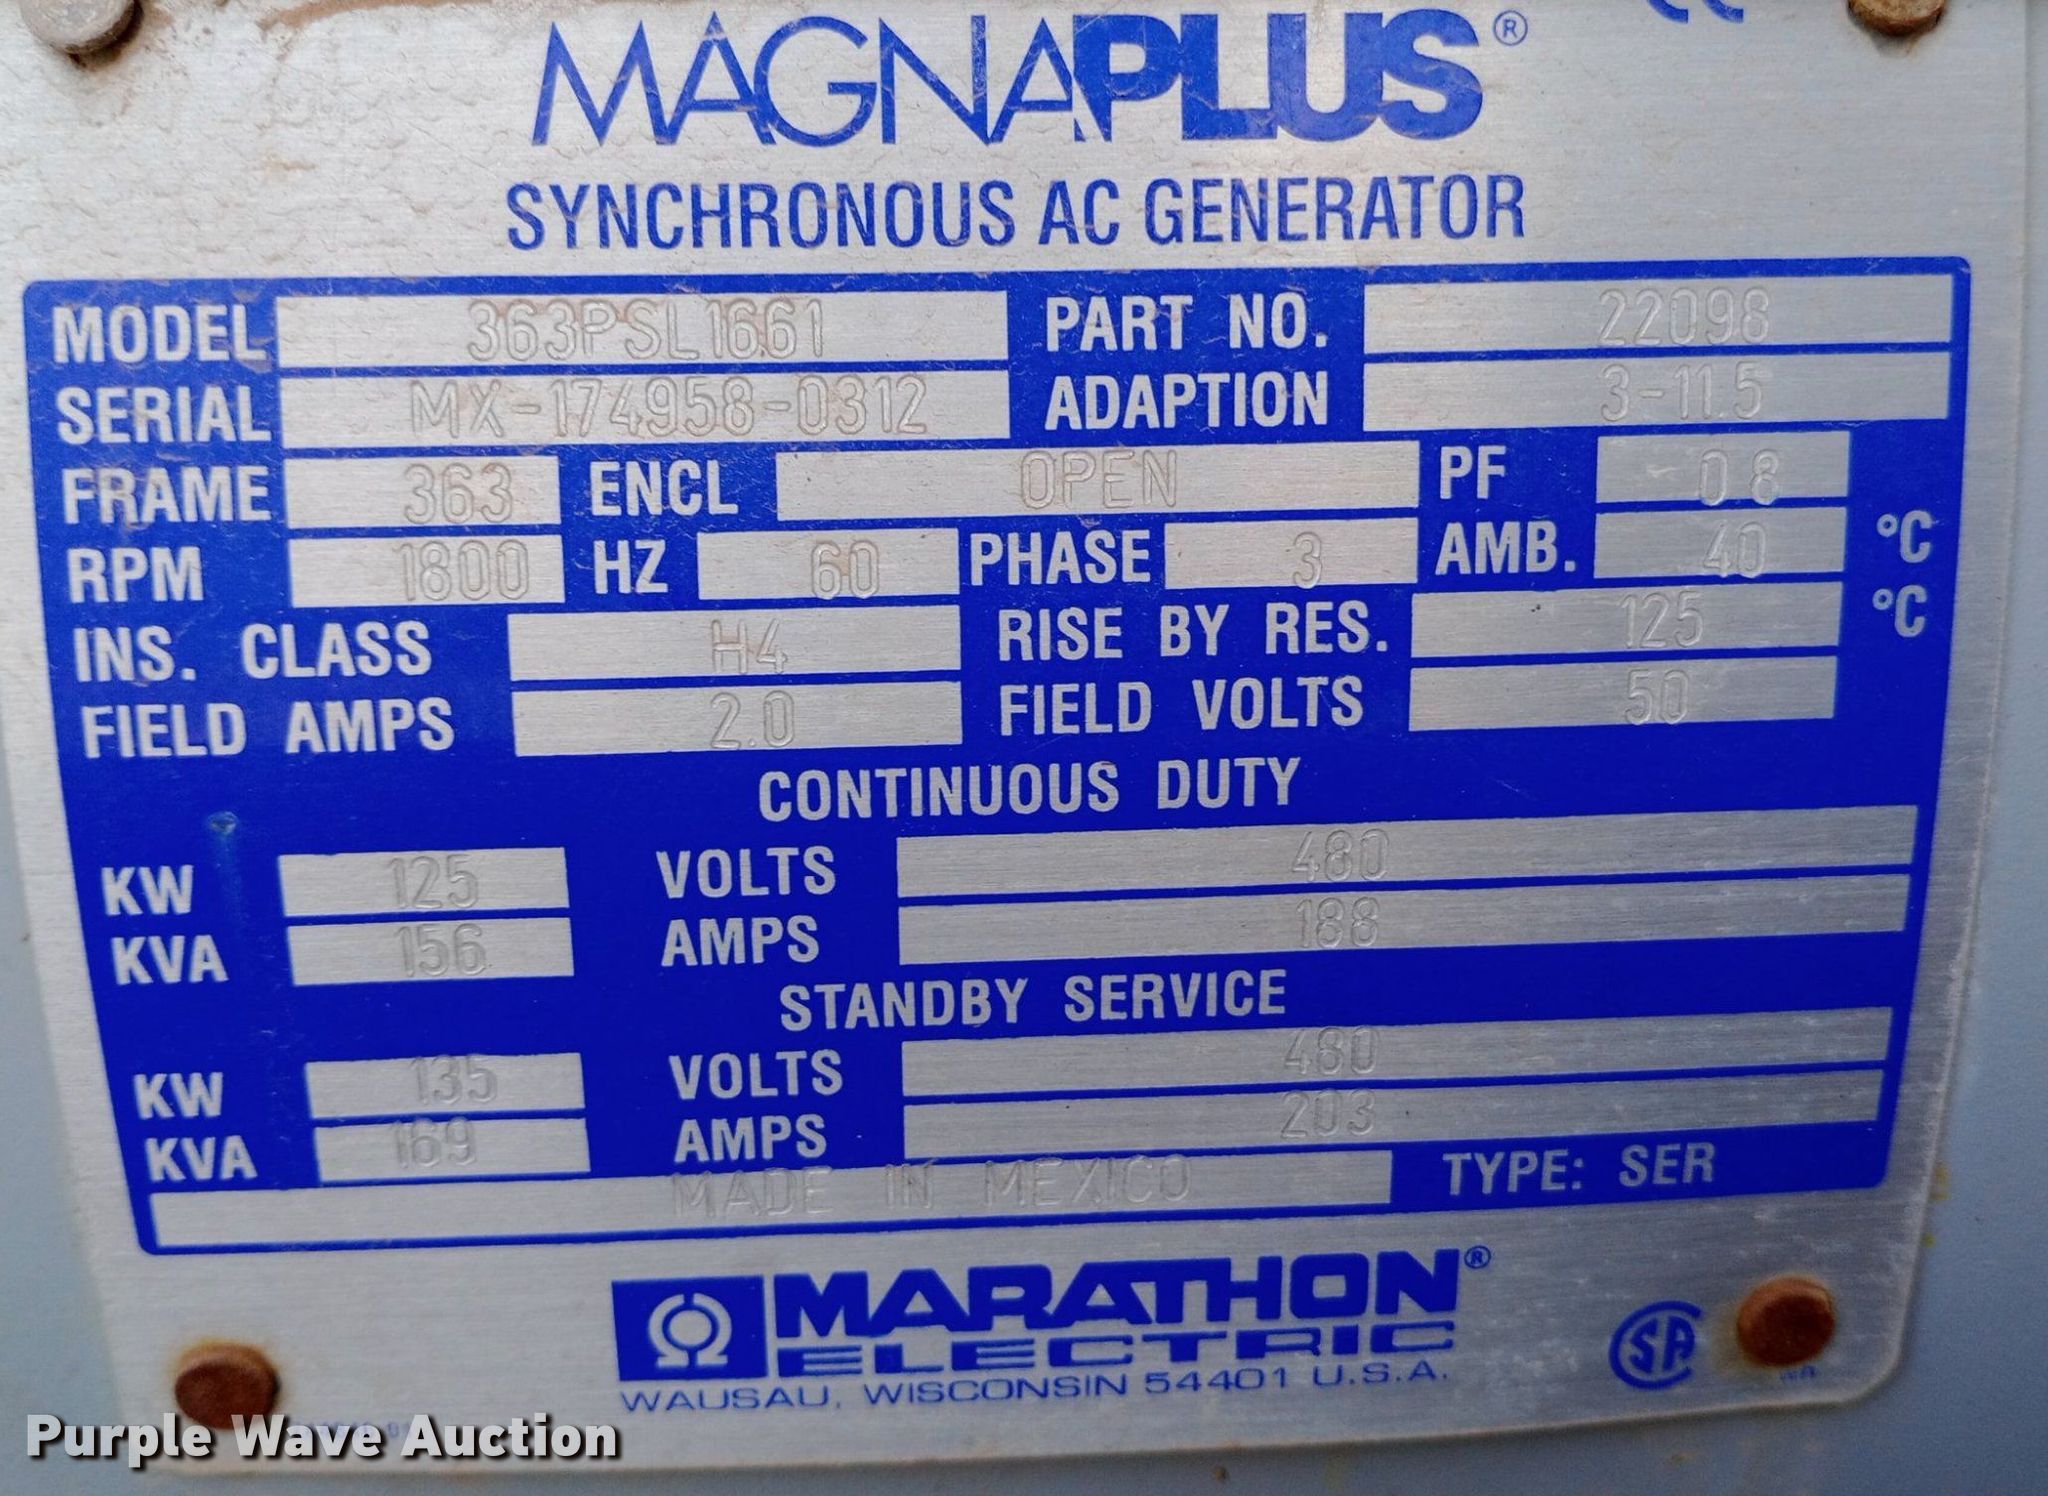 MAGNAPLUS®
SYNCHRONOUS AC GENERATOR
MODEL 363PSL1661 PART NO. 22098
SERIAL MX-174958-0312 ADAPTION 3-11.5
FRAME 363 ENCL OPEN PF 0.8
RPM 1800 HZ 60 PHASE 3 AMB. 40 °C
INS. CLASS H4 RISE BY RES. 125 °C
FIELD AMPS 2.0 FIELD VOLTS 50
CONTINUOUS DUTY
KW 125 VOLTS 480
KVA 156 AMPS 188
STANDBY SERVICE
KW 135 VOLTS 480
KVA 169 AMPS 203
MADE IN MEXICO TYPE: SER
MARATHON®
ELECTRIC
WAUSAU, WISCONSIN 54401 U.S.A.
SA
Purple Wave Auction